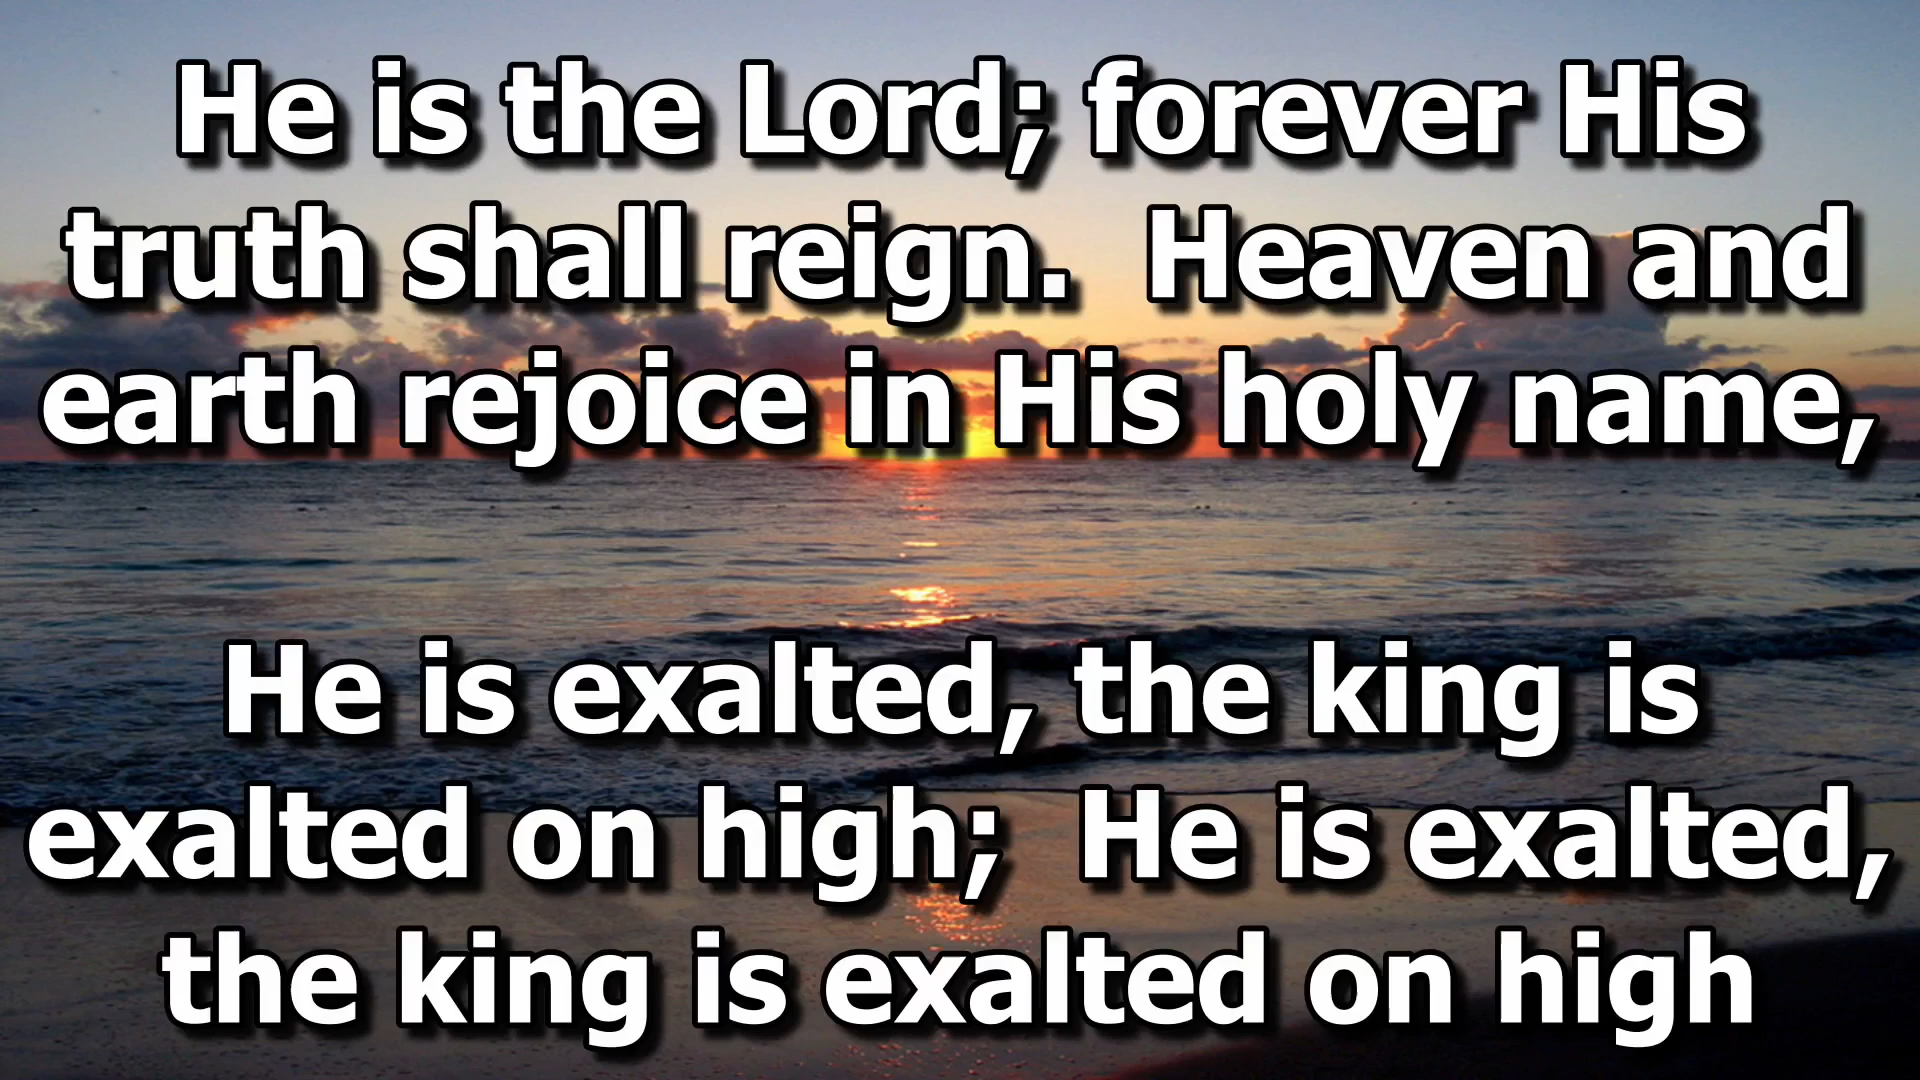 He is the Lord; forever His
truth shall reign.  Heaven and
earth rejoice in His holy name,
He is exalted, the king is
exalted on high;  He is exalted,
the king is exalted on high